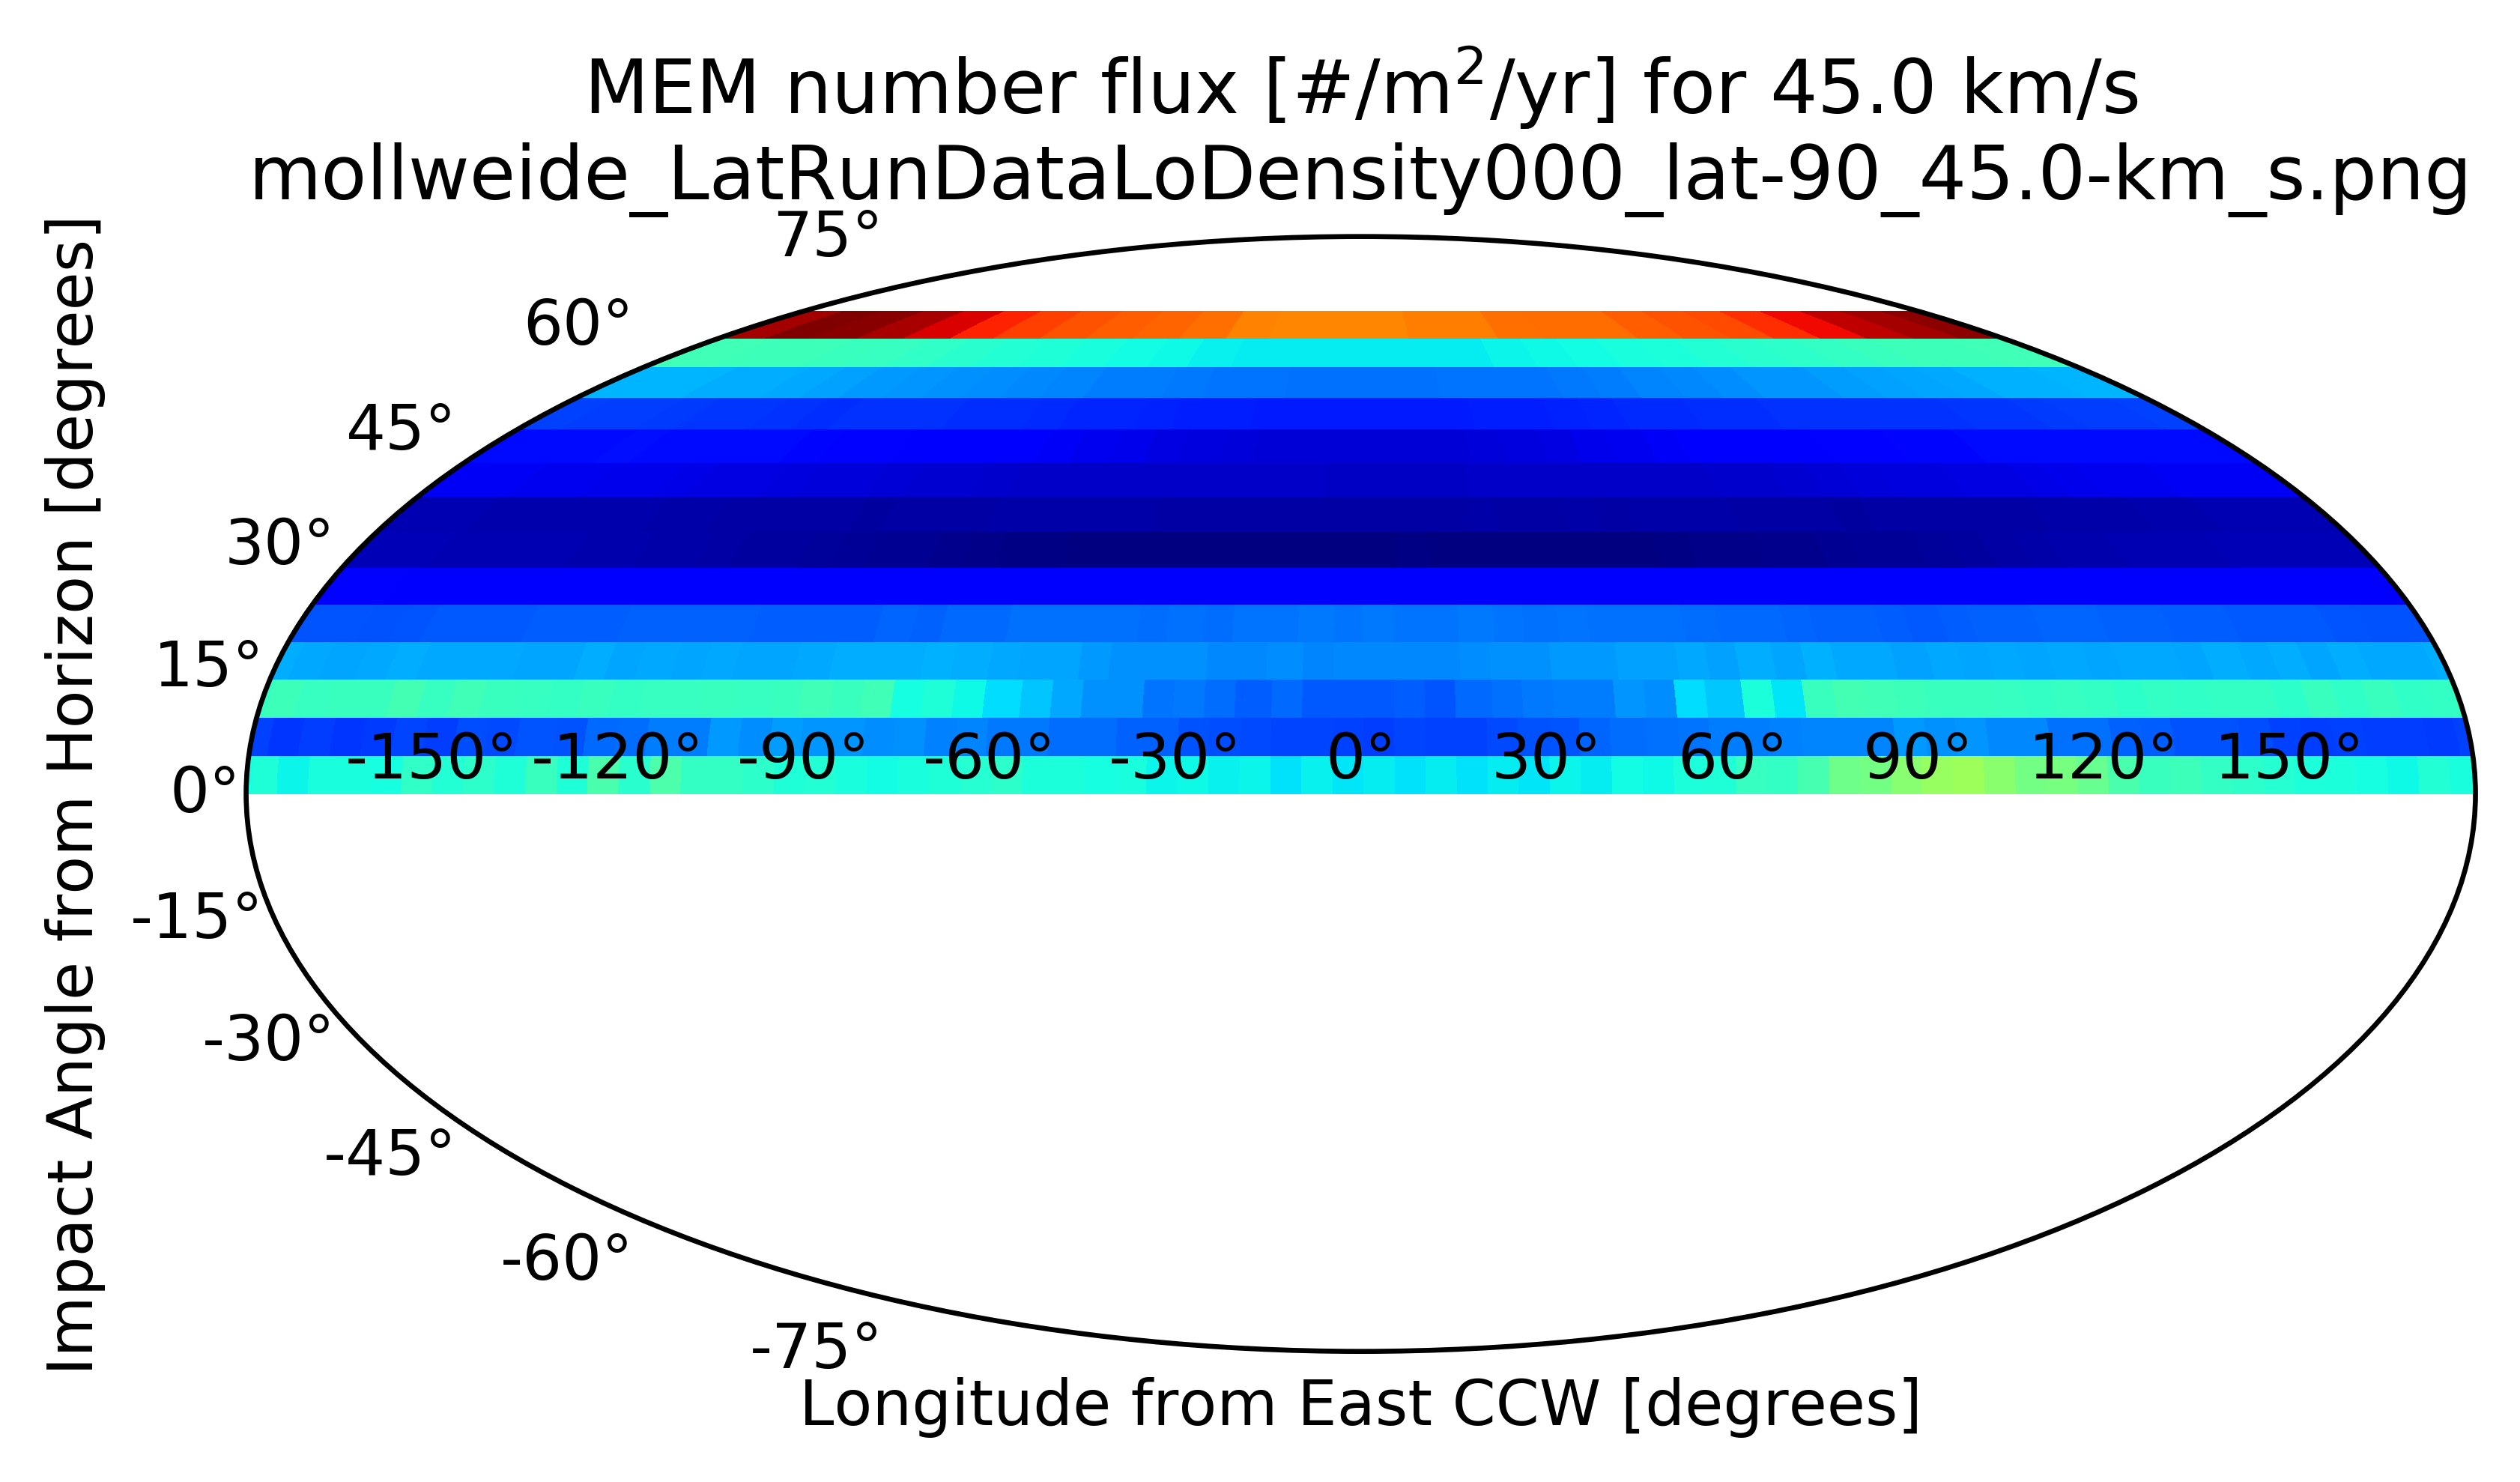 MEM number flux [#/m²/yr] for 45.0 km/s
mollweide_LatRunDataLoDensity000_lat-90_45.0-km_s.png
Impact Angle from Horizon [degrees]
75°
60°
45°
30°
15°
0°
-15°
-30°
-45°
-60°
-75°
-150° -120° -90° -60° -30° 0° 30° 60° 90° 120° 150°
Longitude from East CCW [degrees]